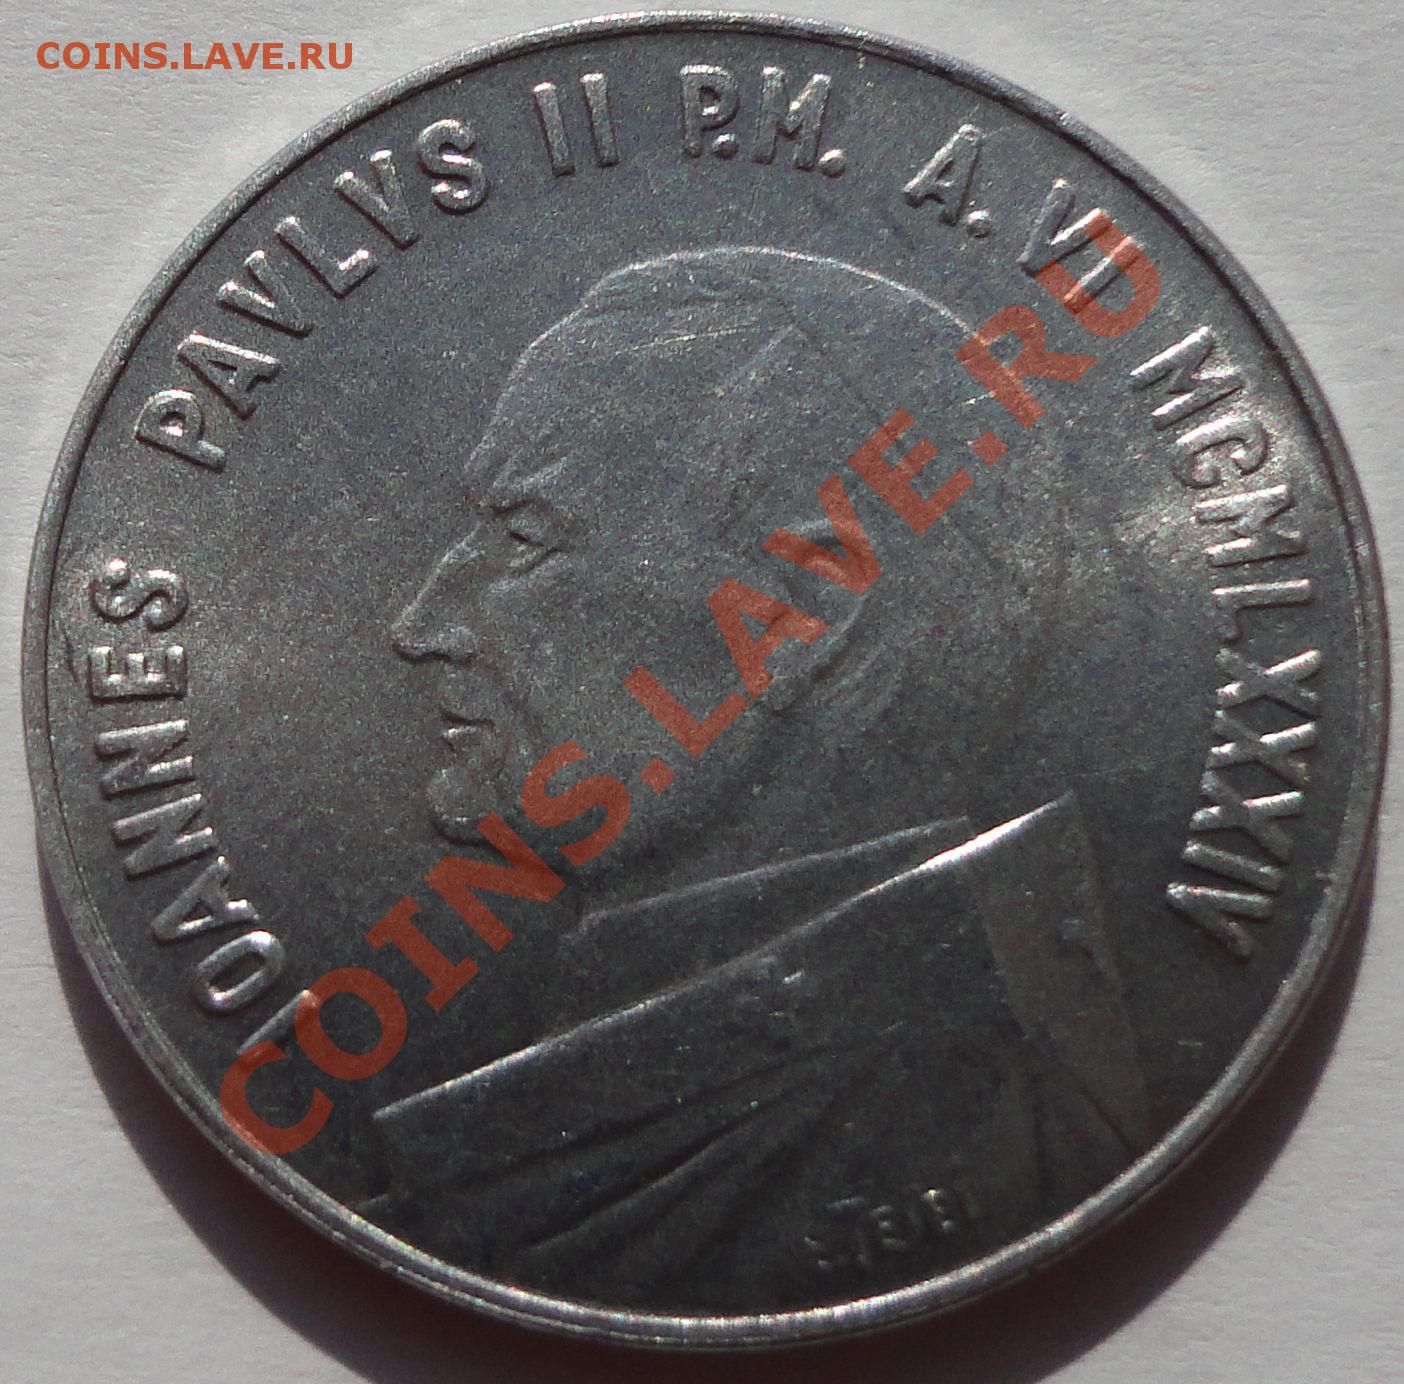 COINS.LAVE.RU
IOANNES PAVLVS II P.M. A. VI MCMLXXXIV
COINS.LAVE.RU